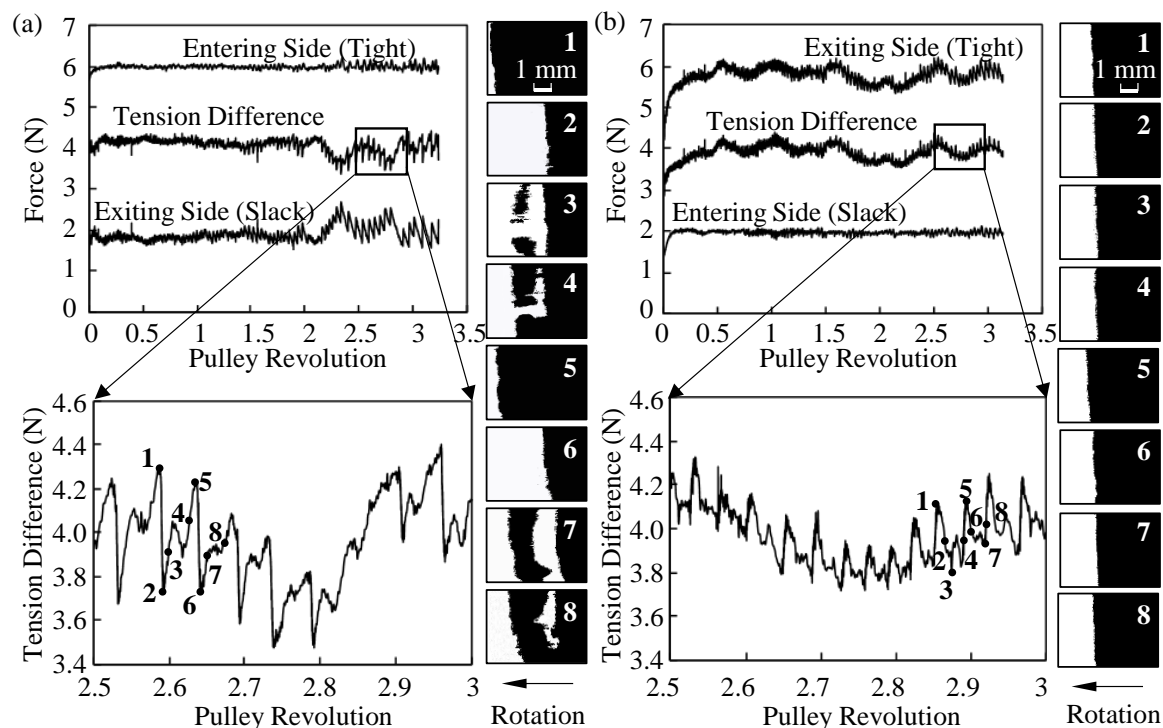 (a)
7
6
5
4
3
2
1
0
Force (N)
Entering Side (Tight)
Tension Difference
Exiting Side (Slack)
0 0.5 1 1.5 2 2.5 3 3.5
Pulley Revolution
4.6
4.4
4.2
4.0
3.8
3.6
3.4
Tension Difference (N)
1
2
3
4
5
6
7
8
2.5 2.6 2.7 2.8 2.9 3
Pulley Revolution
1
1 mm
2
3
4
5
6
7
8
Rotation
(b)
7
6
5
4
3
2
1
0
Force (N)
Exiting Side (Tight)
Tension Difference
Entering Side (Slack)
0 0.5 1 1.5 2 2.5 3 3.5
Pulley Revolution
4.6
4.4
4.2
4.0
3.8
3.6
3.4
Tension Difference (N)
1
2
3
4
5
6
7
8
2.5 2.6 2.7 2.8 2.9 3
Pulley Revolution
1
1 mm
2
3
4
5
6
7
8
Rotation